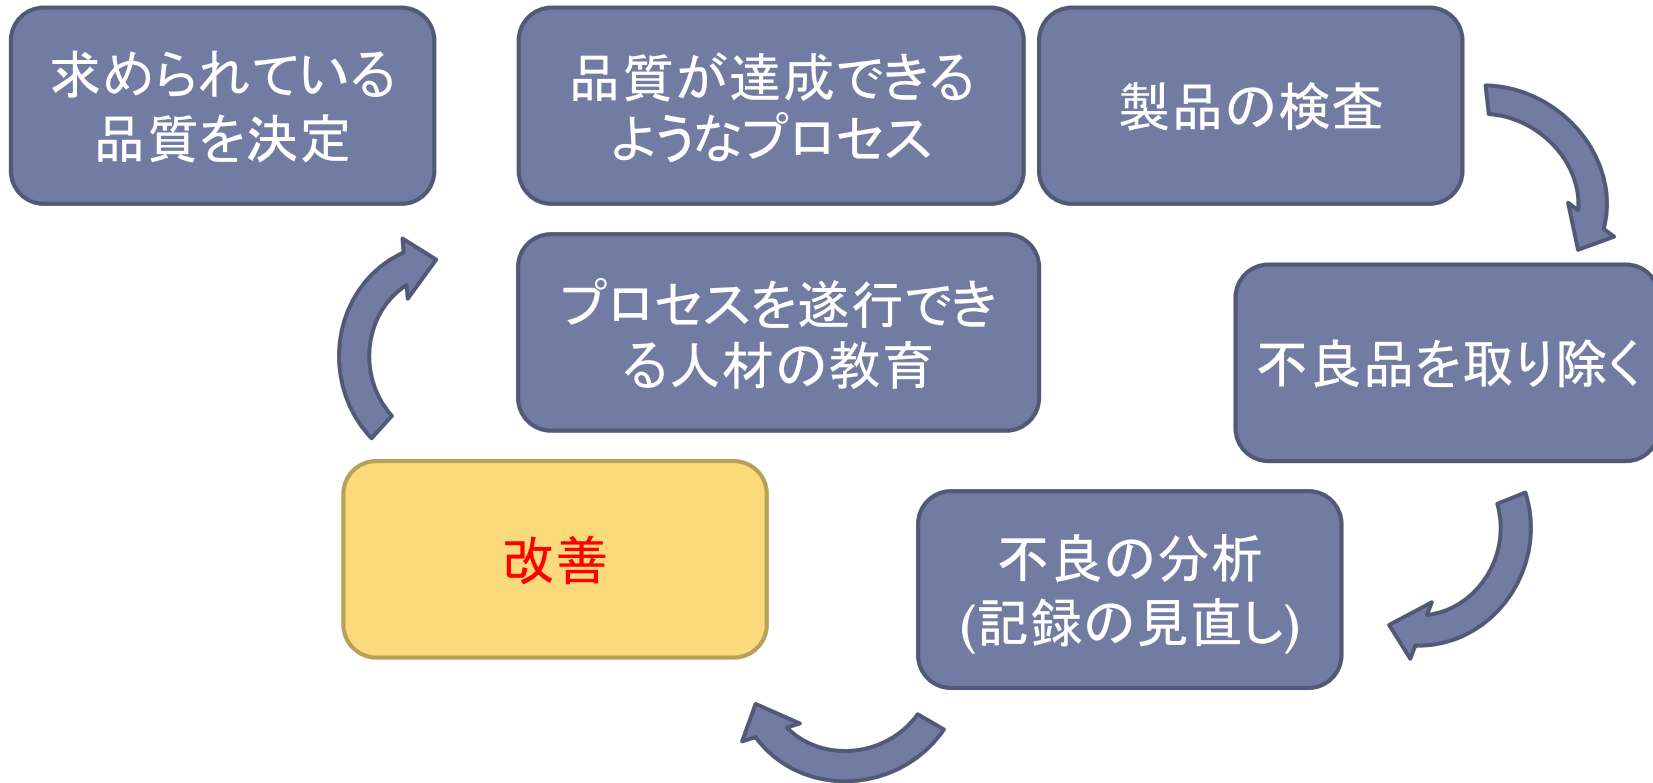 求められている
品質を決定
品質が達成できる
ようなプロセス
製品の検査
プロセスを遂行でき
る人材の教育
不良品を取り除く
改善
不良の分析
(記録の見直し)